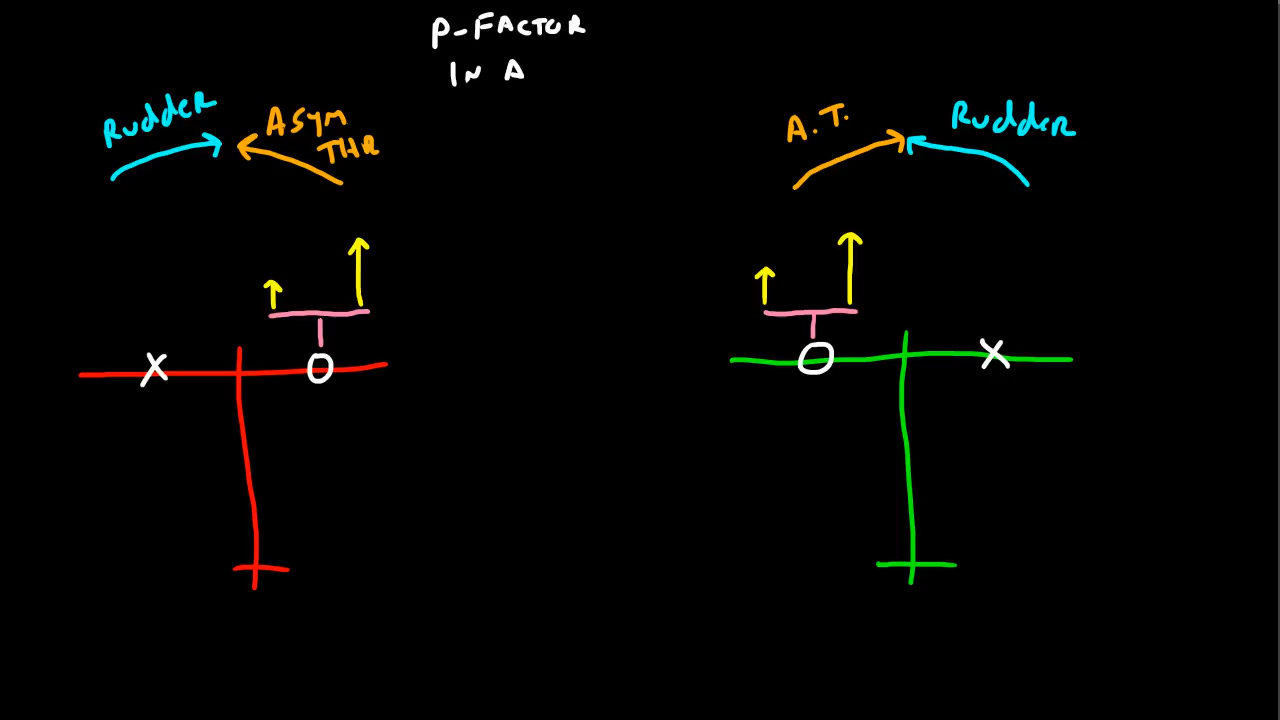 P-FACTOR
IN A
RuddER
ASym
THR
A.T.
RuddER
X
O
O
X